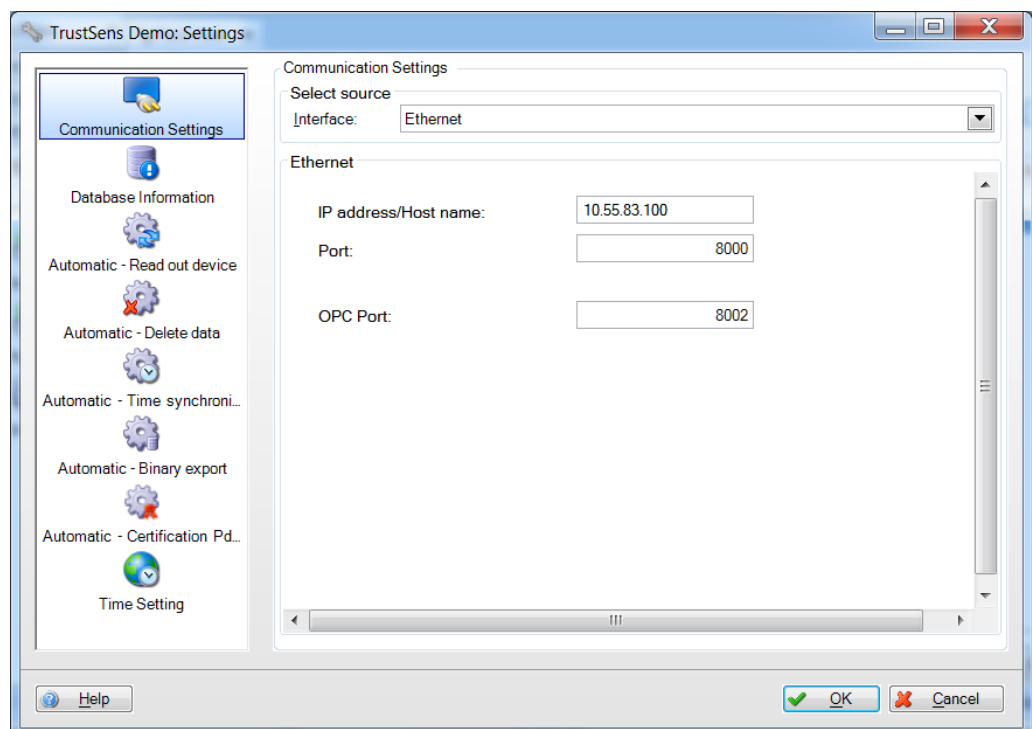 TrustSens Demo: Settings
Communication Settings
Database Information
Automatic - Read out device
Automatic - Delete data
Automatic - Time synchroni...
Automatic - Binary export
Automatic - Certification Pd...
Time Setting
Communication Settings
Select source
Interface: Ethernet
Ethernet
IP address/Host name: 10.55.83.100
Port: 8000
OPC Port: 8002
Help
OK
Cancel